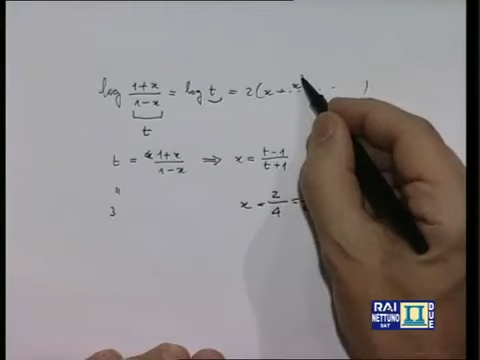 log (1+x)/(1-x) = log t = 2(x+.x... )
t
t = 1+x/1-x ⇒ x = t-1/t+1
"
3 x = 2/4 =
RAI
NETTUNO
SAT
DUE